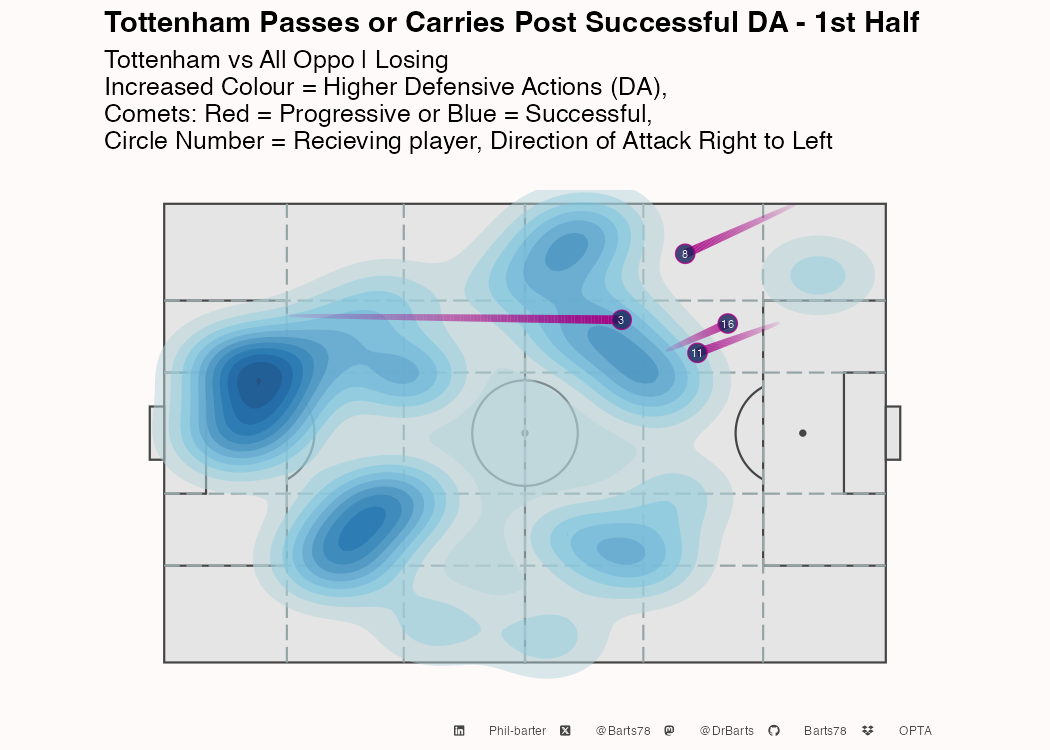 Tottenham Passes or Carries Post Successful DA - 1st Half
Tottenham vs All Oppo | Losing
Increased Colour = Higher Defensive Actions (DA),
Comets: Red = Progressive or Blue = Successful,
Circle Number = Recieving player, Direction of Attack Right to Left
8
3
16
11
Phil-barter @Barts78 @DrBarts Barts78 OPTA